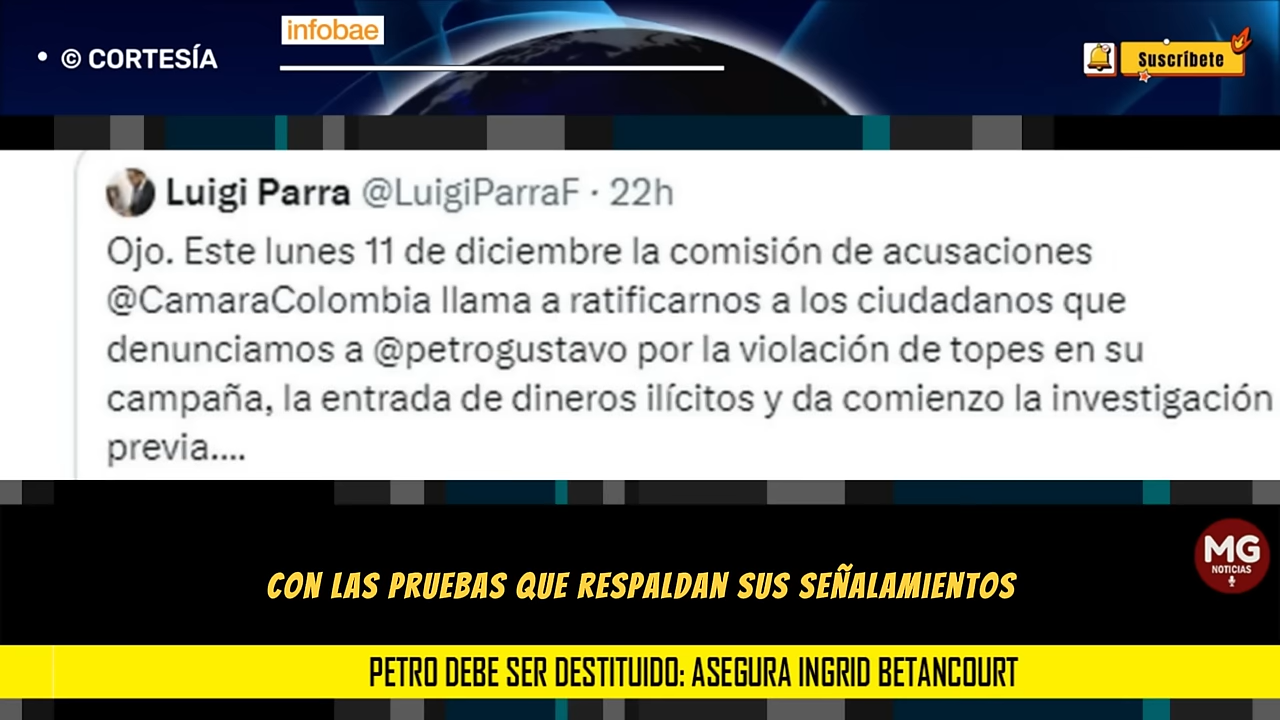 infobae
• © CORTESÍA
Suscríbete
Luigi Parra @LuigiParraF · 22h
Ojo. Este lunes 11 de diciembre la comisión de acusaciones
@CamaraColombia llama a ratificarnos a los ciudadanos que
denunciamos a @petrogustavo por la violación de topes en su
campaña, la entrada de dineros ilícitos y da comienzo la investigación
previa....
MG
NOTICIAS
CON LAS PRUEBAS QUE RESPALDAN SUS SEÑALAMIENTOS
PETRO DEBE SER DESTITUIDO: ASEGURA INGRID BETANCOURT